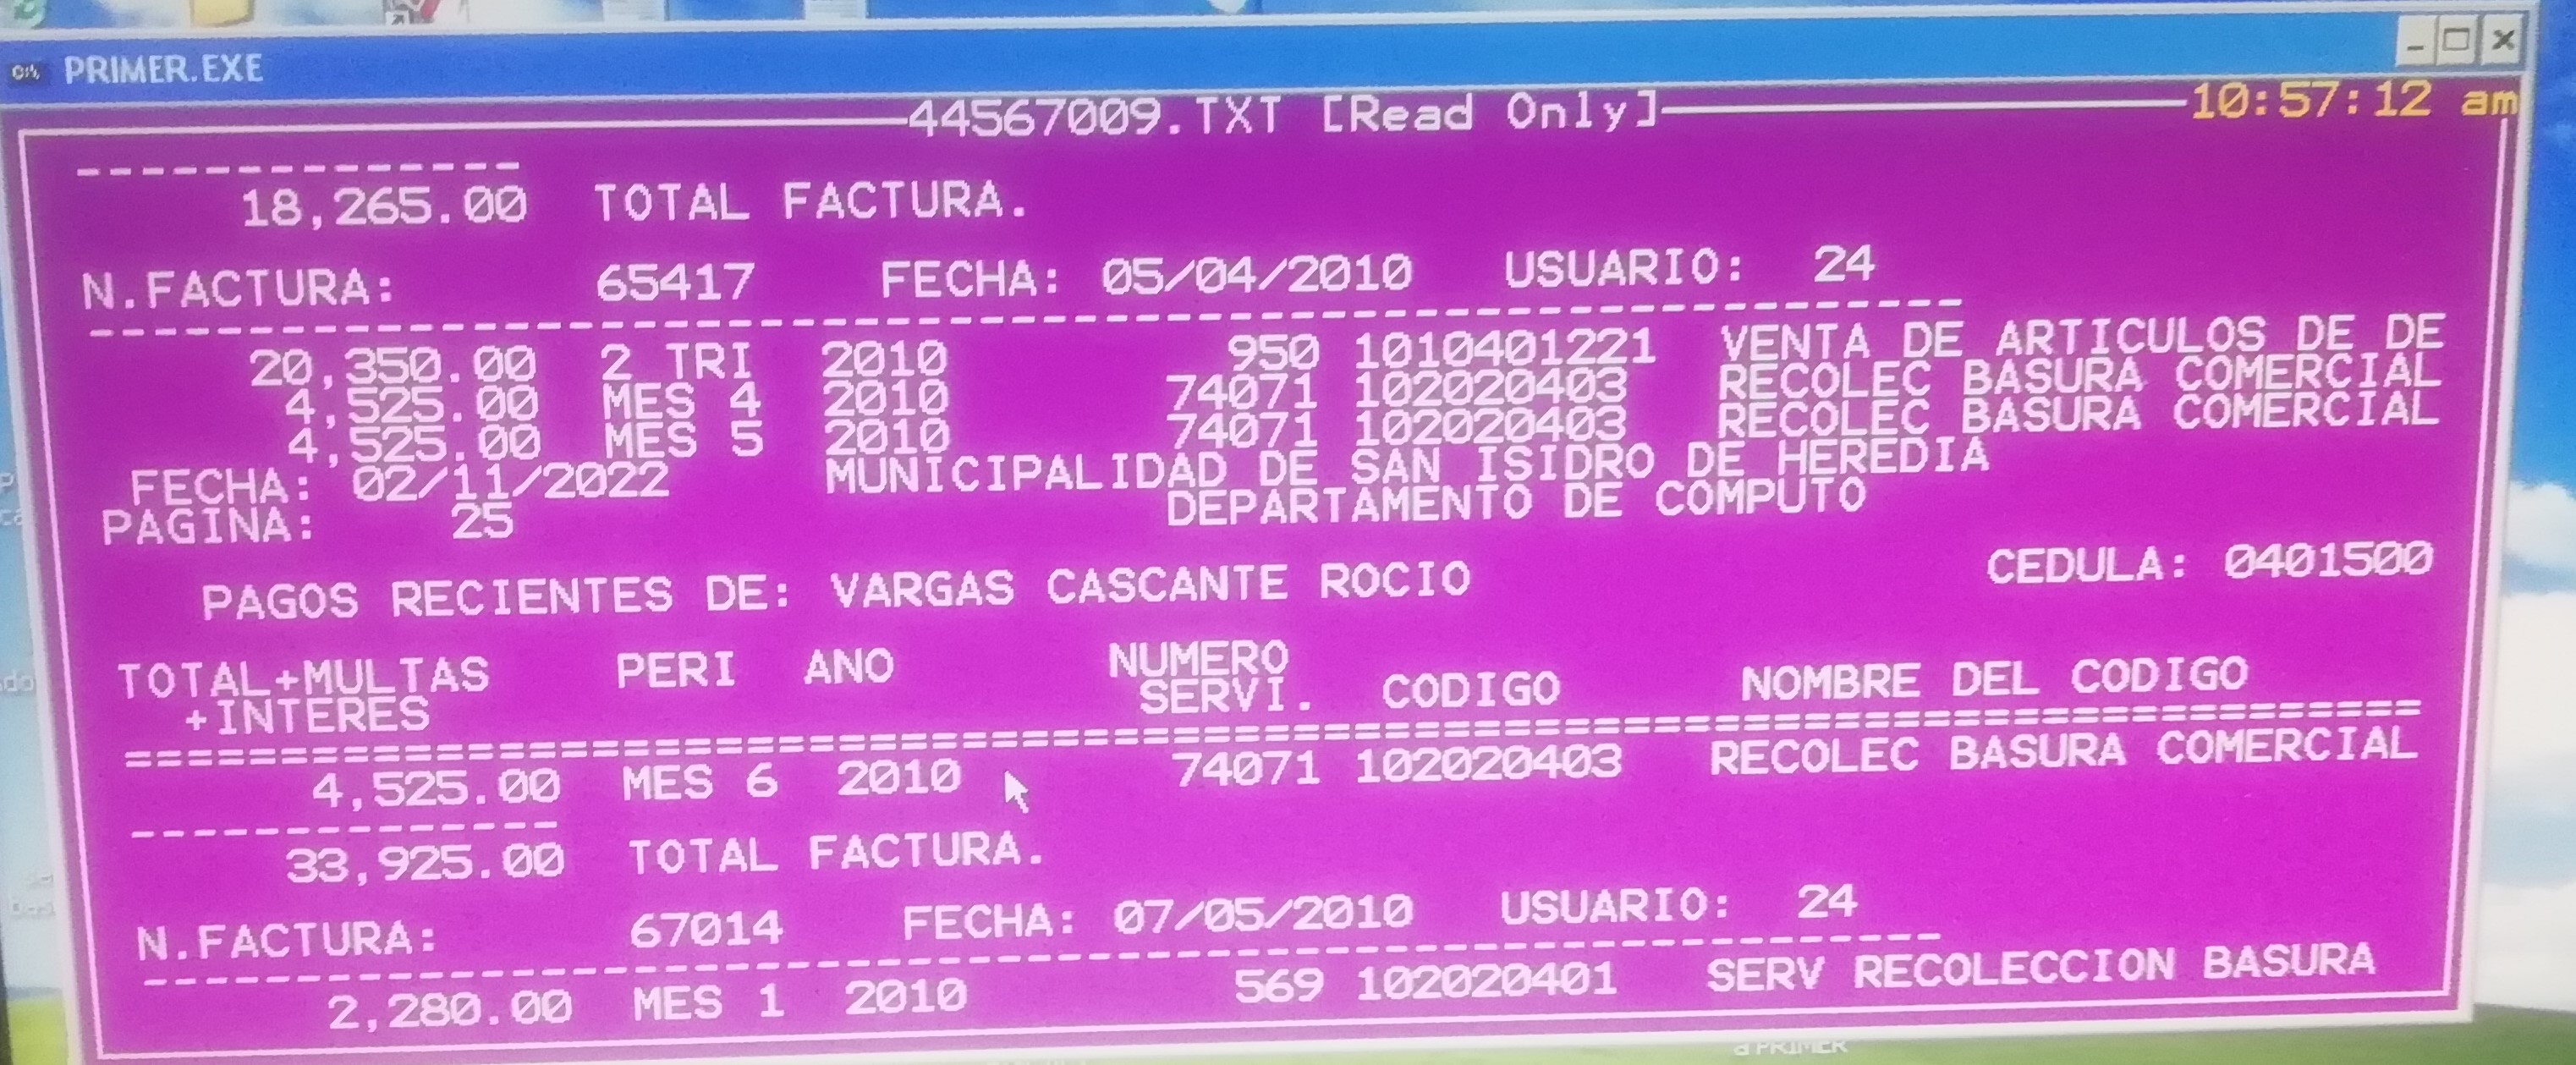 PRIMER.EXE
44567009.TXT [Read Only] 10:57:12 am
--------------
18,265.00 TOTAL FACTURA.
N.FACTURA: 65417 FECHA: 05/04/2010 USUARIO: 24
------------------------------------------------------------
20,350.00 2 TRI 2010 950 1010401221 VENTA DE ARTICULOS DE DE
4,525.00 MES 4 2010 74071 102020403 RECOLEC BASURA COMERCIAL
4,525.00 MES 5 2010 74071 102020403 RECOLEC BASURA COMERCIAL
FECHA: 02/11/2022 MUNICIPALIDAD DE SAN ISIDRO DE HEREDIA
PAGINA: 25 DEPARTAMENTO DE COMPUTO
CEDULA: 0401500
PAGOS RECIENTES DE: VARGAS CASCANTE ROCIO
TOTAL+MULTAS PERI ANO NUMERO
+INTERES SERVI. CODIGO NOMBRE DEL CODIGO
==========================================================================
4,525.00 MES 6 2010 74071 102020403 RECOLEC BASURA COMERCIAL
--------------
33,925.00 TOTAL FACTURA.
N.FACTURA: 67014 FECHA: 07/05/2010 USUARIO: 24
----------------------------------------------------------
2,280.00 MES 1 2010 569 102020401 SERV RECOLECCION BASURA
a PRIMER